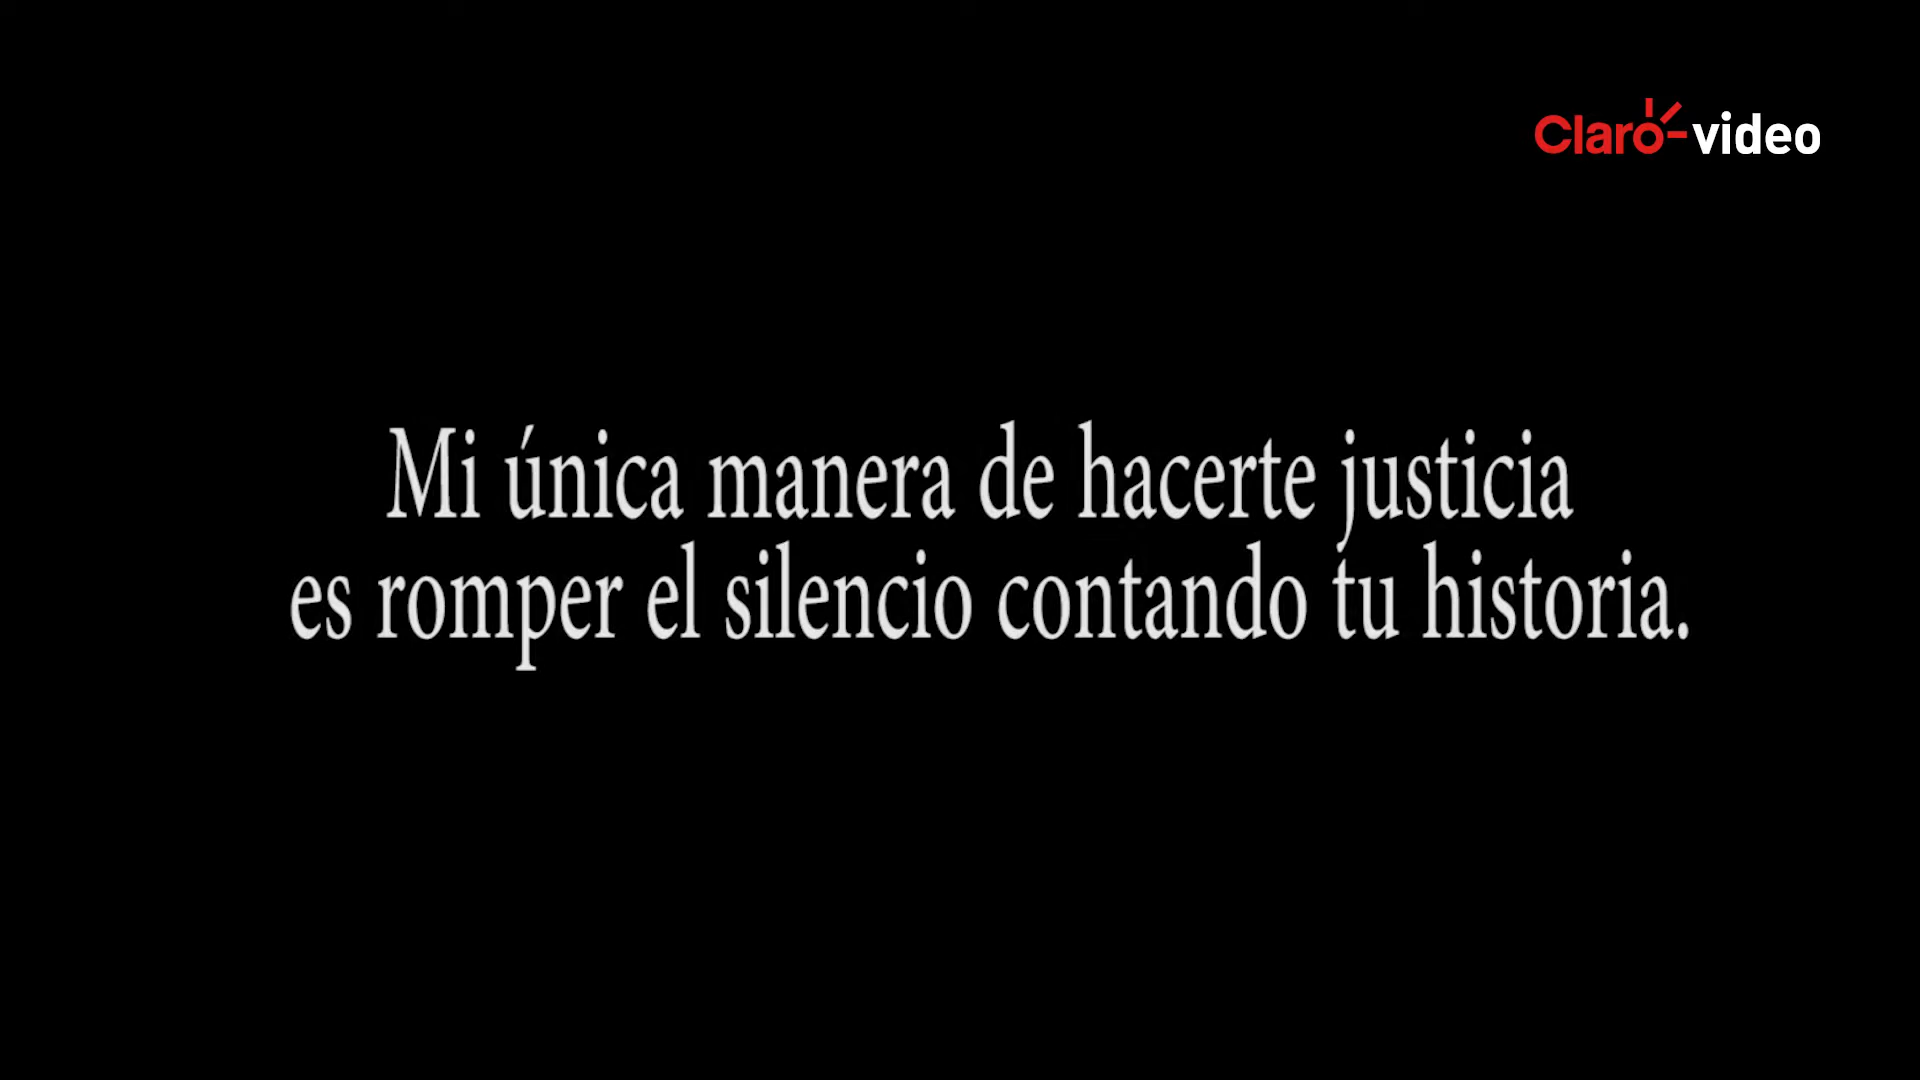 Claro video
Mi única manera de hacerte justicia
es romper el silencio contando tu historia.